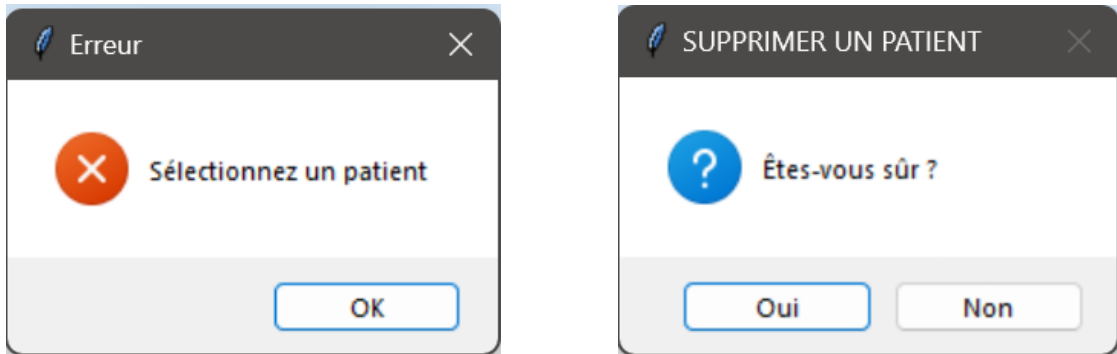 Erreur
Sélectionnez un patient
OK
SUPPRIMER UN PATIENT
Êtes-vous sûr ?
Oui
Non